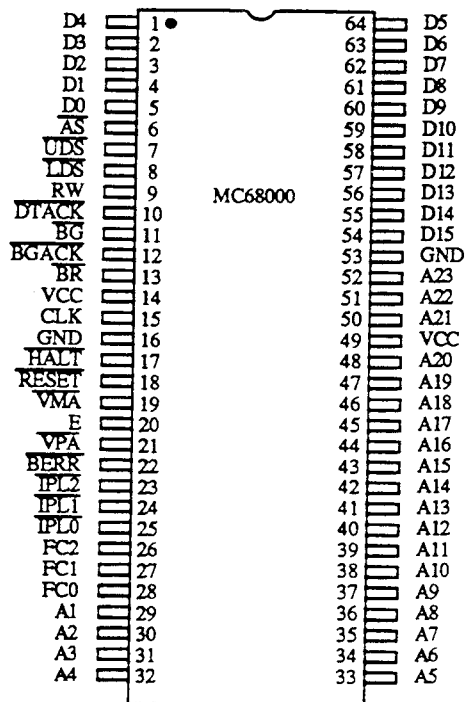 D4 1 64 D5
D3 2 63 D6
D2 3 62 D7
D1 4 61 D8
D0 5 60 D9
AS 6 59 D10
UDS 7 58 D11
LDS 8 57 D12
RW 9 MC68000 56 D13
DTACK 10 55 D14
BG 11 54 D15
BGACK 12 53 GND
BR 13 52 A23
VCC 14 51 A22
CLK 15 50 A21
GND 16 49 VCC
HALT 17 48 A20
RESET 18 47 A19
VMA 19 46 A18
E 20 45 A17
VPA 21 44 A16
BERR 22 43 A15
IPL2 23 42 A14
IPL1 24 41 A13
IPL0 25 40 A12
FC2 26 39 A11
FC1 27 38 A10
FC0 28 37 A9
A1 29 36 A8
A2 30 35 A7
A3 31 34 A6
A4 32 33 A5